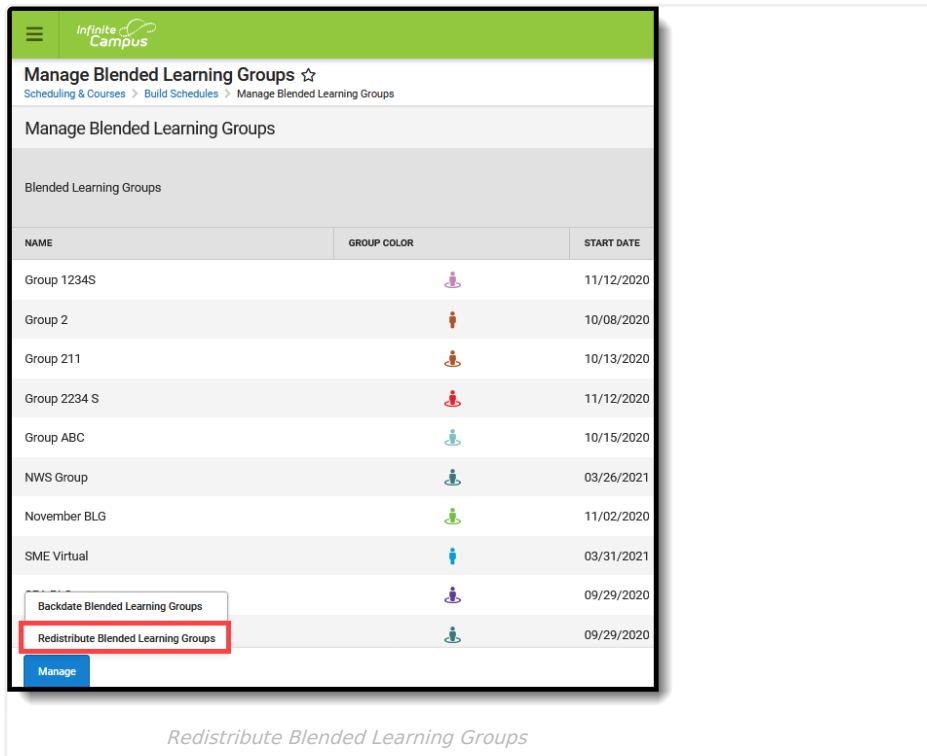 Infinite
Campus
Manage Blended Learning Groups
Scheduling & Courses > Build Schedules > Manage Blended Learning Groups
Manage Blended Learning Groups
Blended Learning Groups
NAME GROUP COLOR START DATE
Group 1234S 11/12/2020
Group 2 10/08/2020
Group 211 10/13/2020
Group 2234 S 11/12/2020
Group ABC 10/15/2020
NWS Group 03/26/2021
November BLG 11/02/2020
SME Virtual 03/31/2021
09/29/2020
Backdate Blended Learning Groups
Redistribute Blended Learning Groups 09/29/2020
Manage
Redistribute Blended Learning Groups